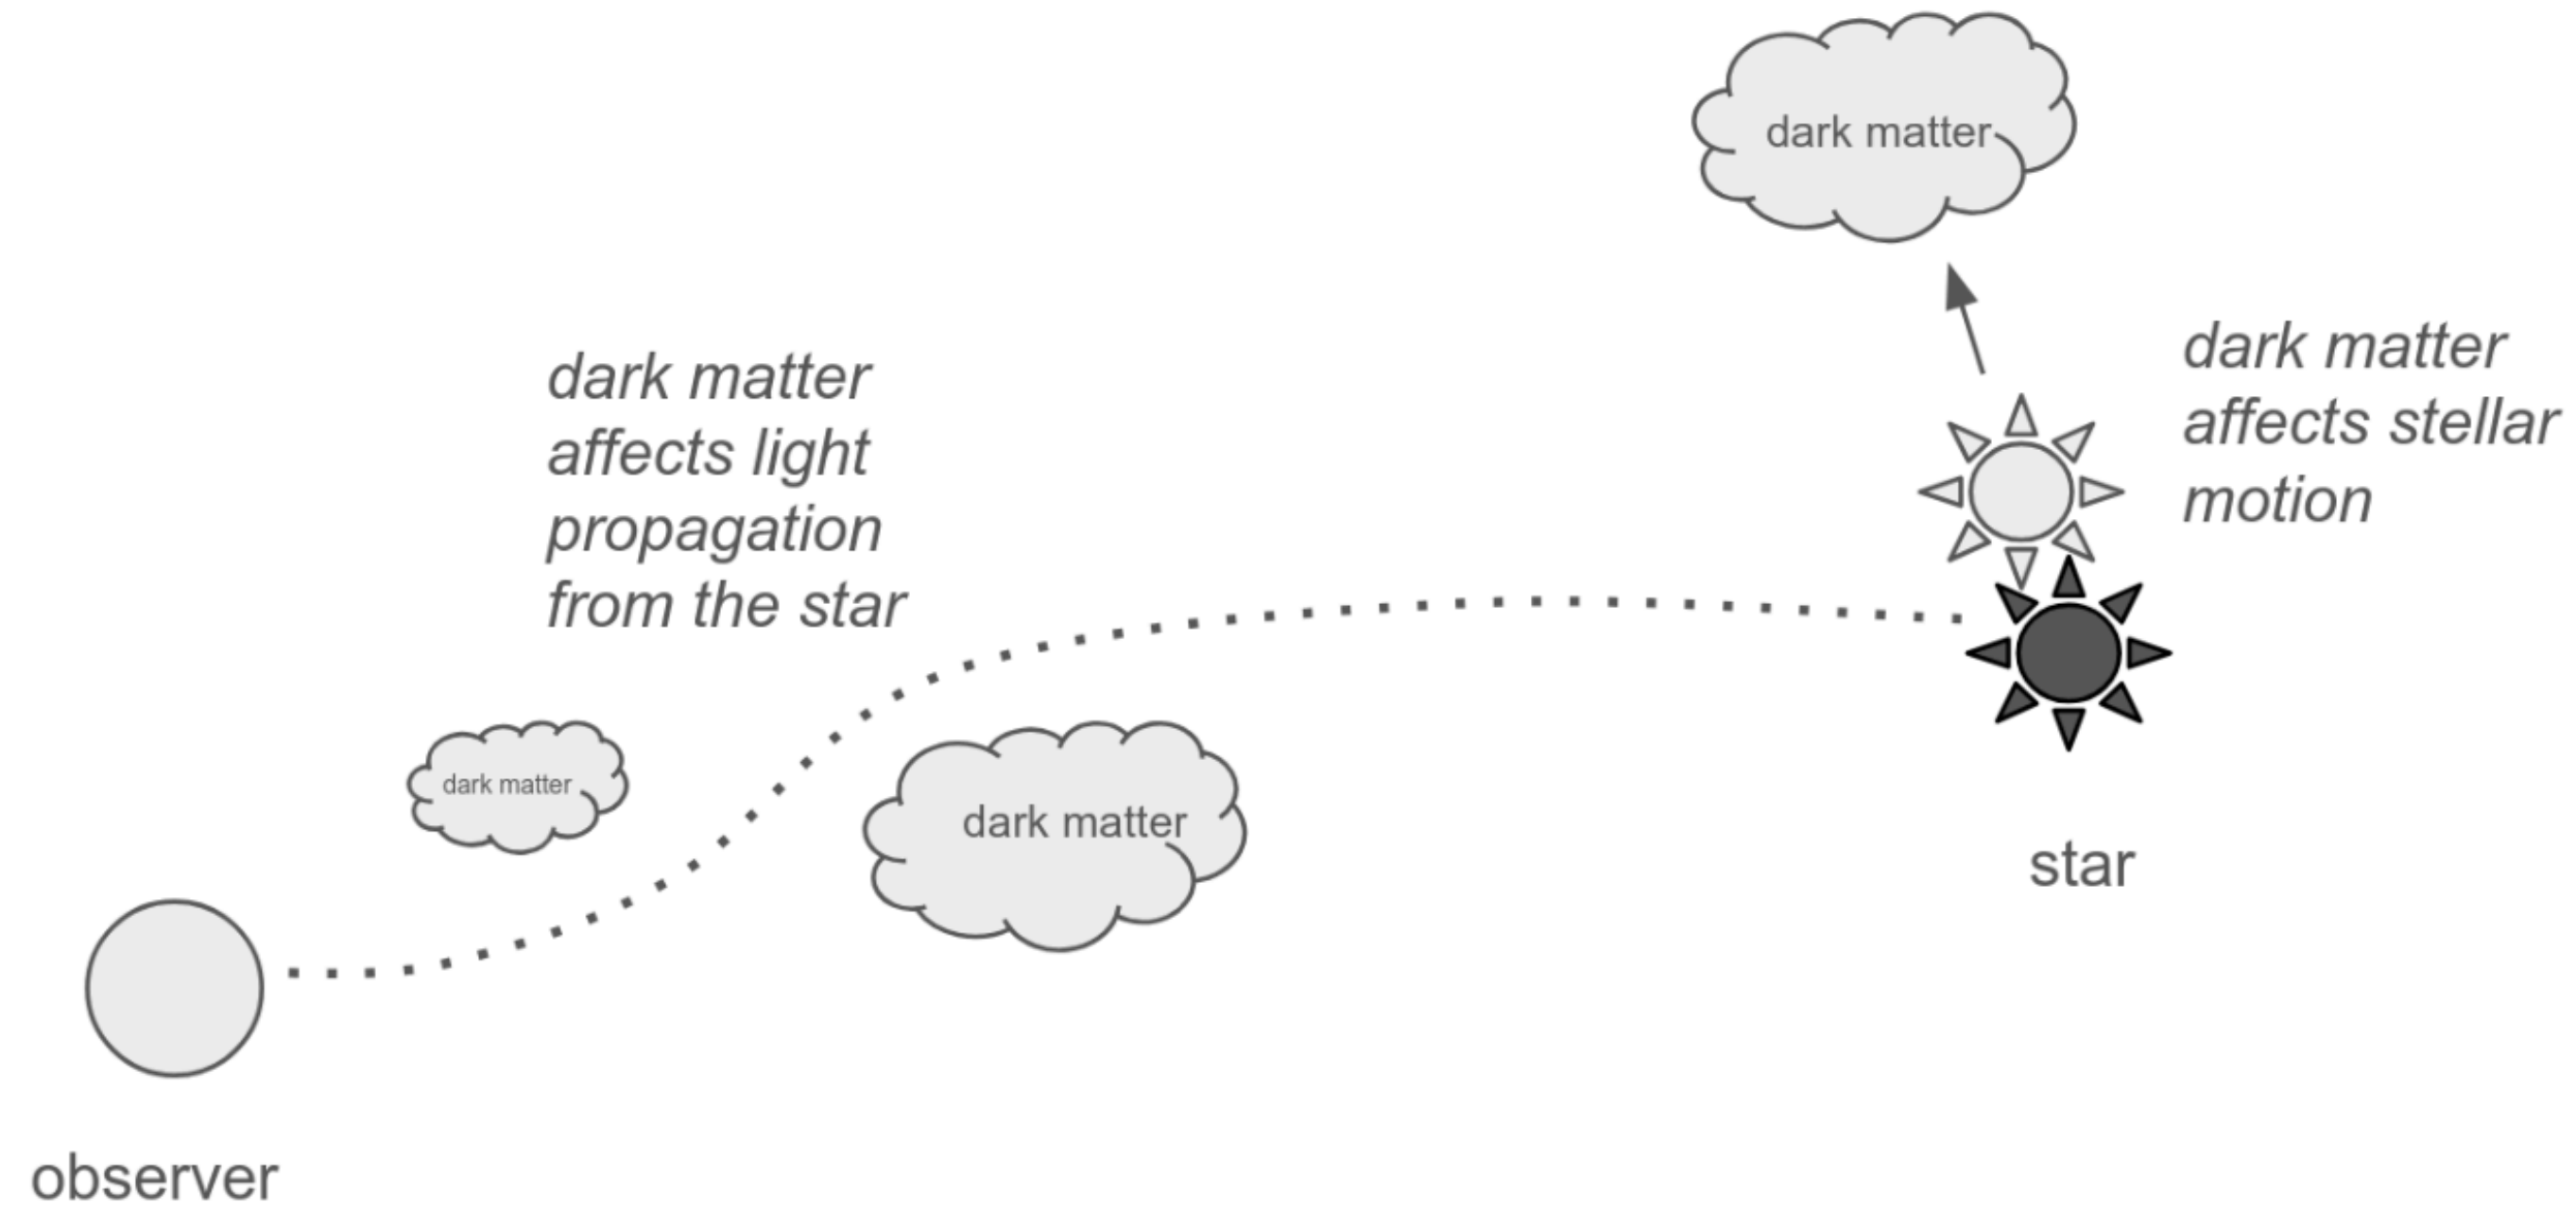 dark matter
dark matter
affects stellar
motion
dark matter
affects light
propagation
from the star
dark matter
dark matter
star
observer